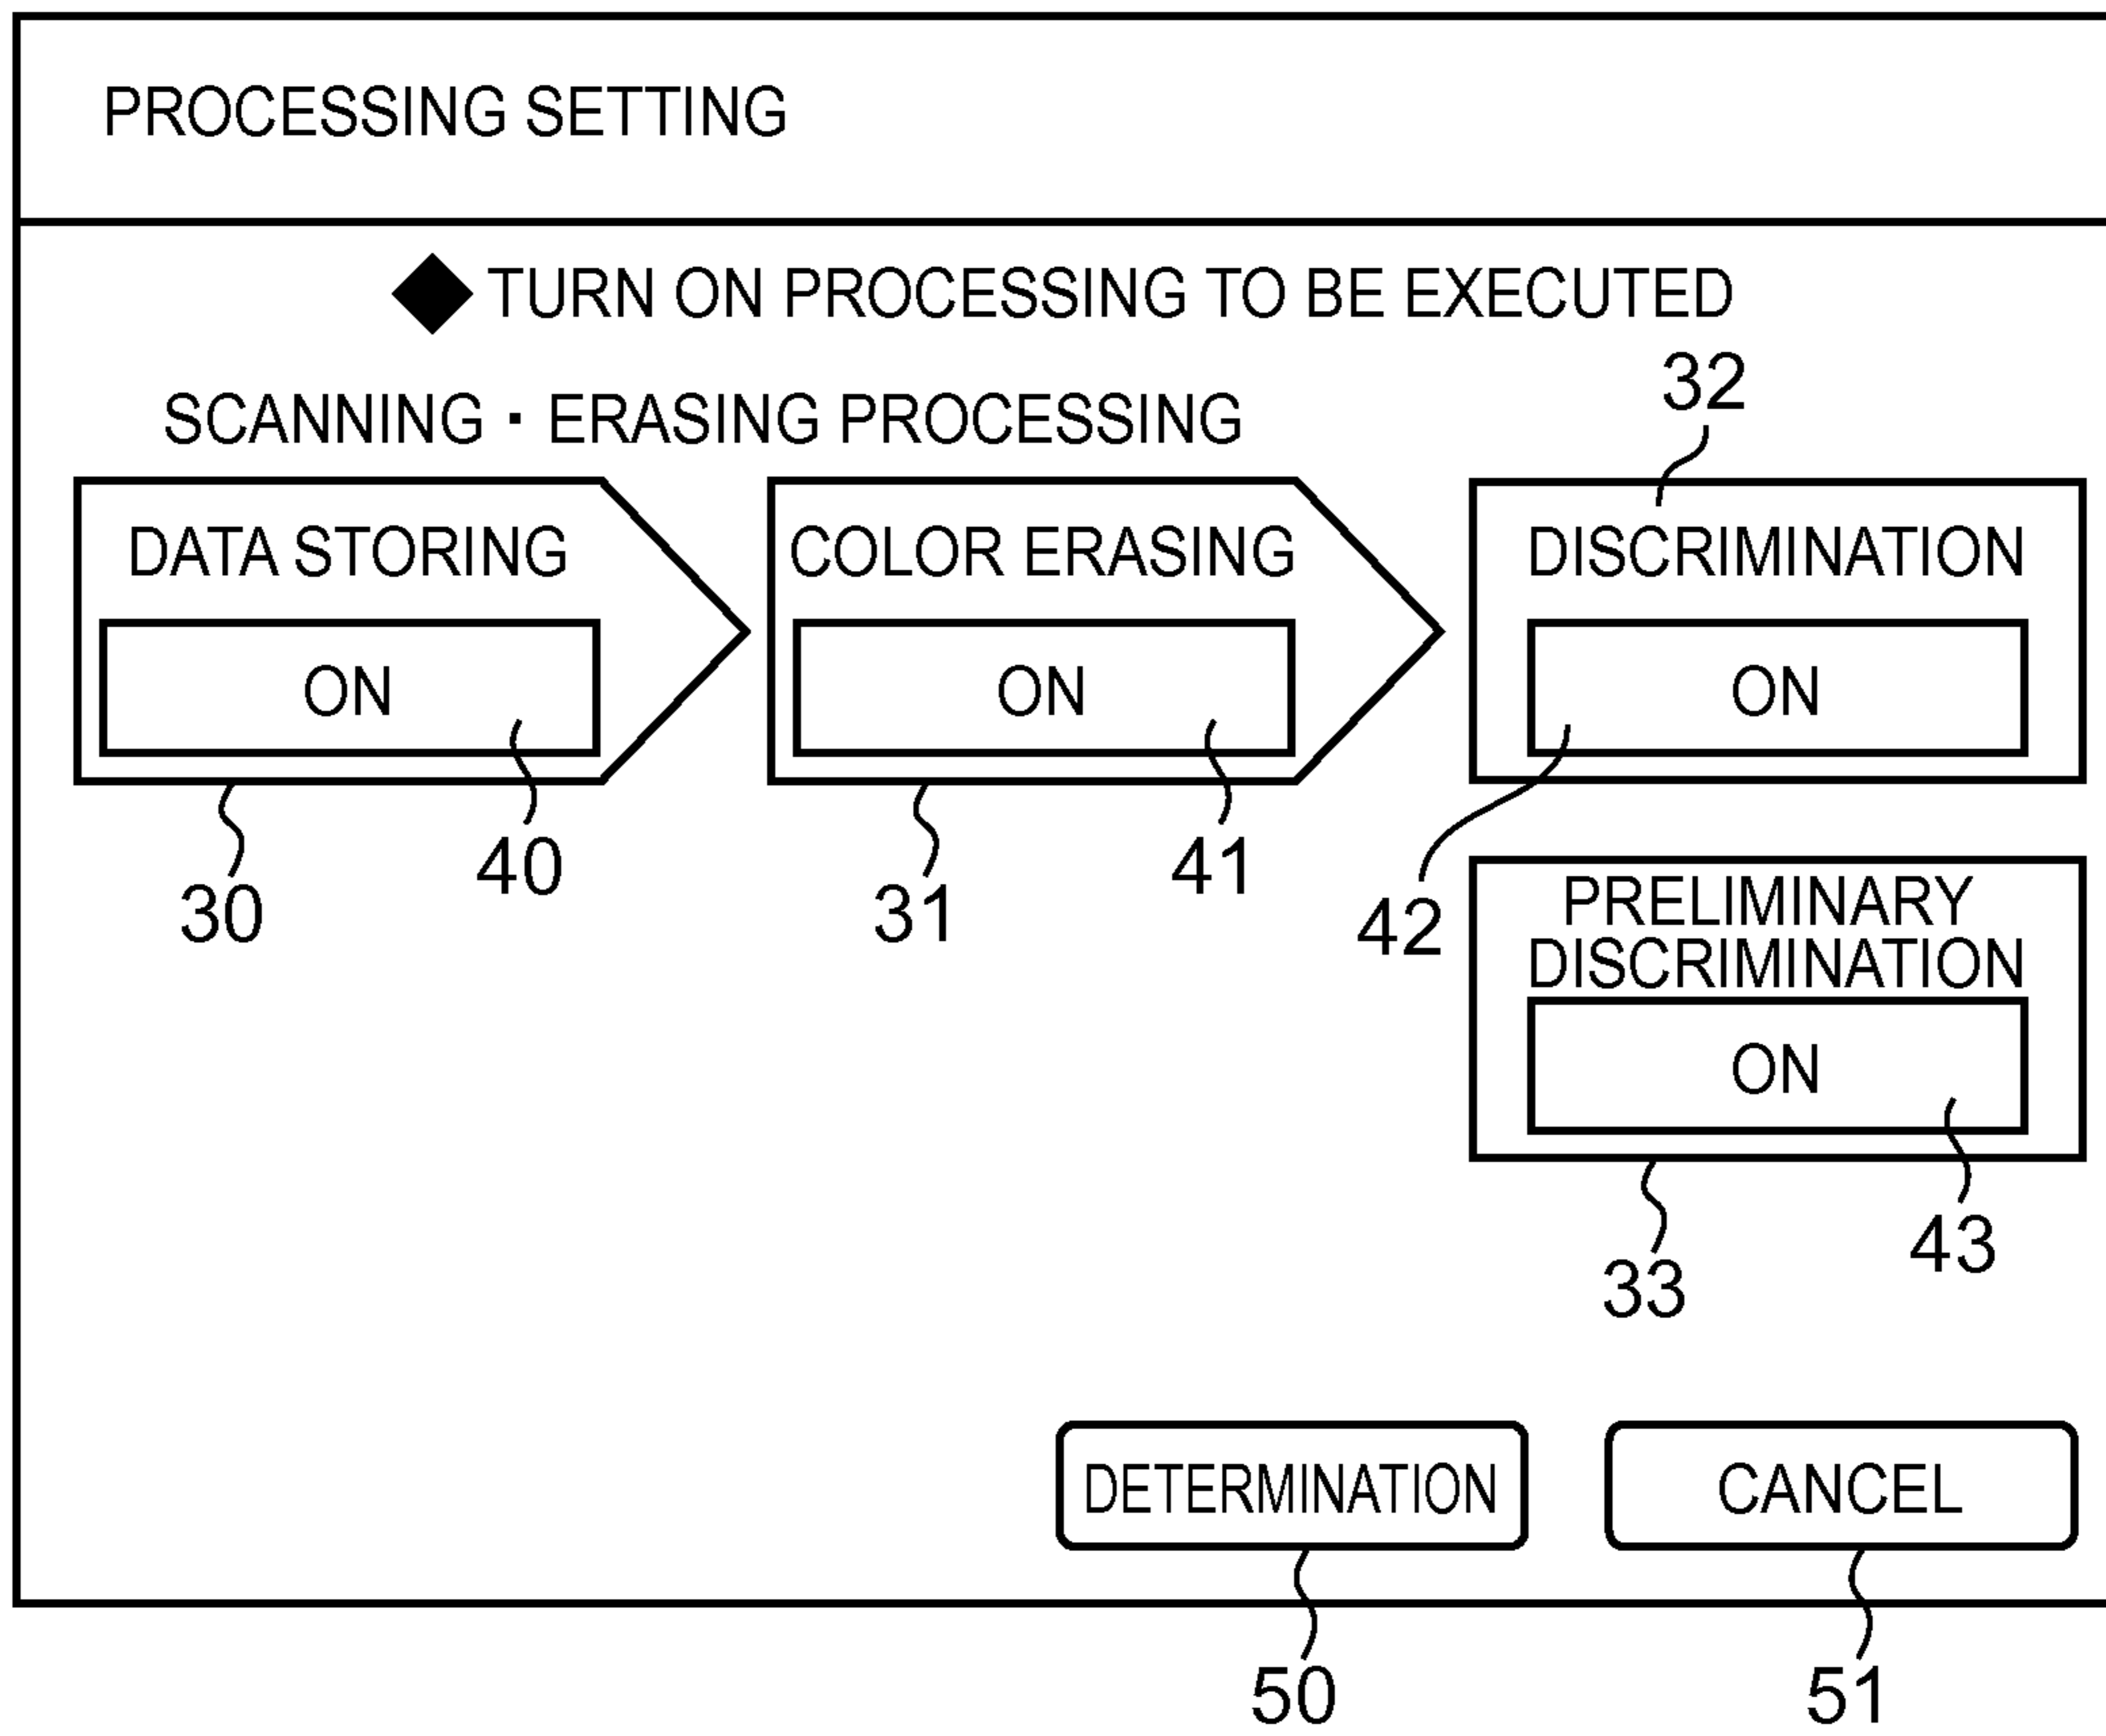 PROCESSING SETTING
◆ TURN ON PROCESSING TO BE EXECUTED
SCANNING・ERASING PROCESSING
32
DATA STORING
COLOR ERASING
DISCRIMINATION
ON
ON
ON
40
41
42
30
31
PRELIMINARY
DISCRIMINATION
ON
43
33
DETERMINATION
CANCEL
50
51